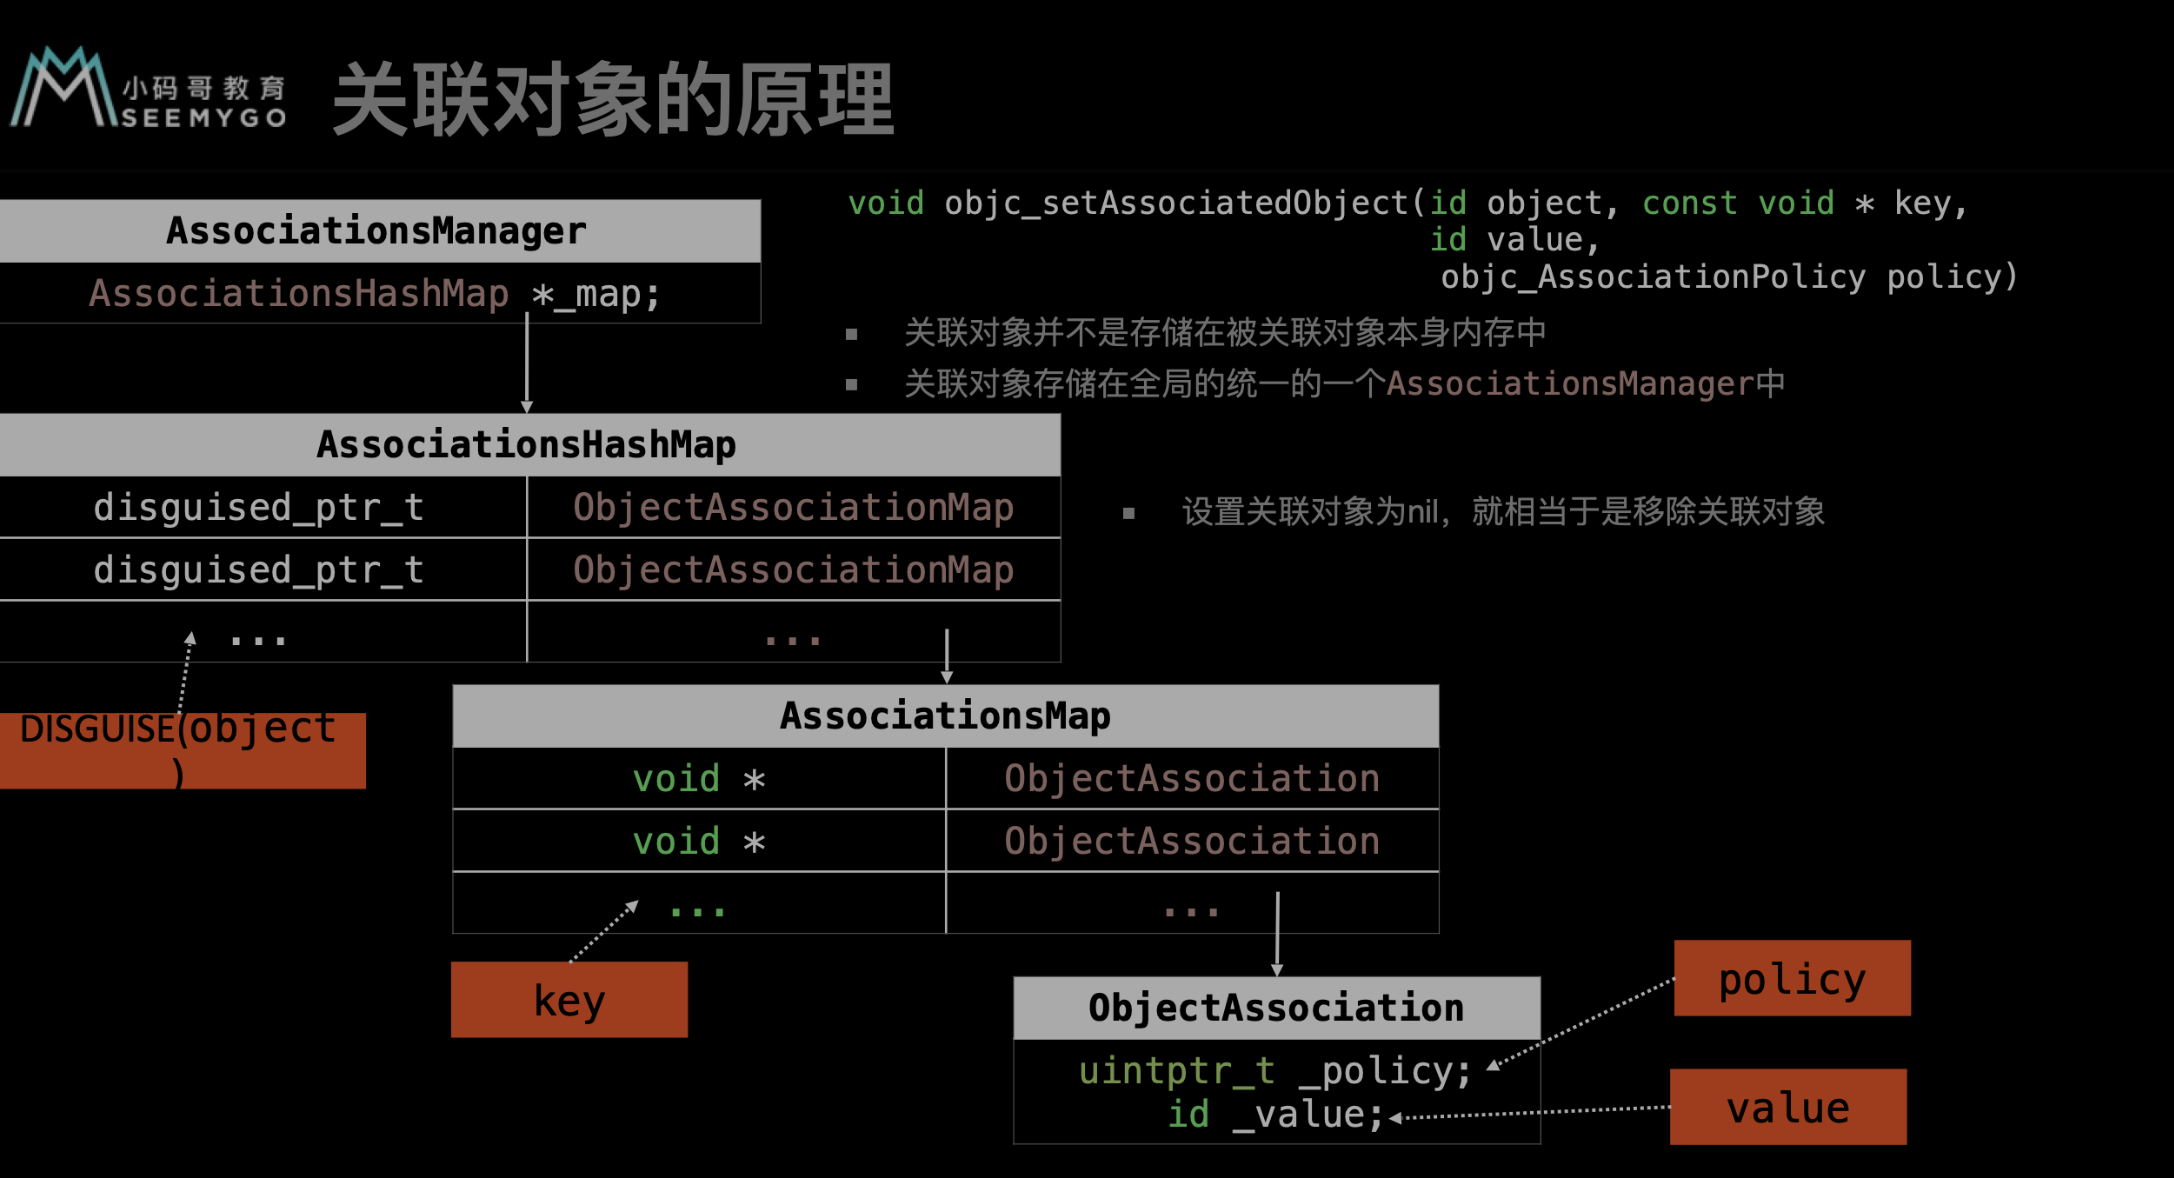 小码哥教育
SEEMYGO
关联对象的原理
void objc_setAssociatedObject(id object, const void * key,
id value,
objc_AssociationPolicy policy)
AssociationsManager
AssociationsHashMap *_map;
▪ 关联对象并不是存储在被关联对象本身内存中
▪ 关联对象存储在全局的统一的一个AssociationsManager中
AssociationsHashMap
disguised_ptr_t ObjectAssociationMap
disguised_ptr_t ObjectAssociationMap
... ...
▪ 设置关联对象为nil，就相当于是移除关联对象
DISGUISE(object
)
AssociationsMap
void * ObjectAssociation
void * ObjectAssociation
... ...
key
ObjectAssociation
uintptr_t _policy;
id _value;
policy
value